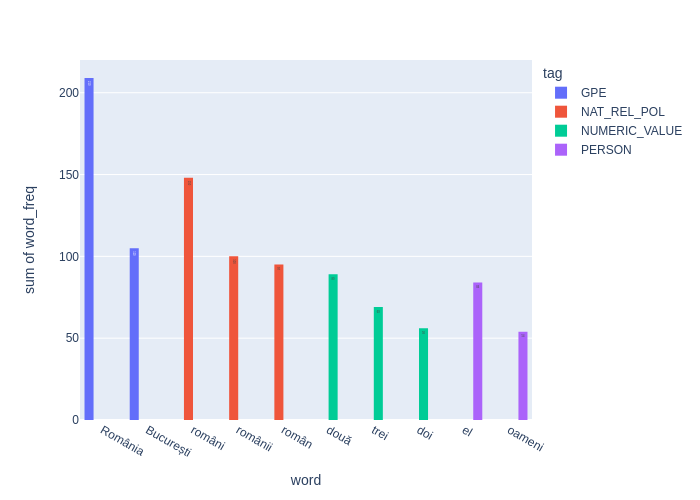 tag
GPE
NAT_REL_POL
NUMERIC_VALUE
PERSON
sum of word_freq
200
150
100
50
0
România
București
români
românii
român
două
trei
doi
el
oameni
word